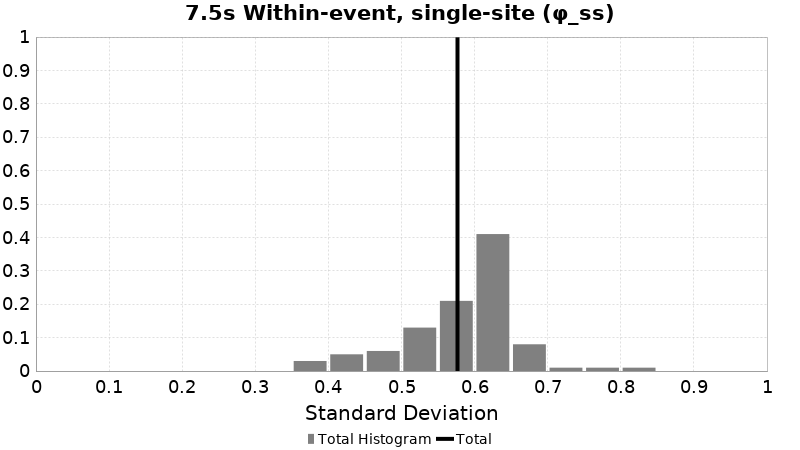 7.5s Within-event, single-site (φ_ss)
1
0.9
0.8
0.7
0.6
0.5
0.4
0.3
0.2
0.1
0
0 0.1 0.2 0.3 0.4 0.5 0.6 0.7 0.8 0.9 1
Standard Deviation
Total Histogram Total